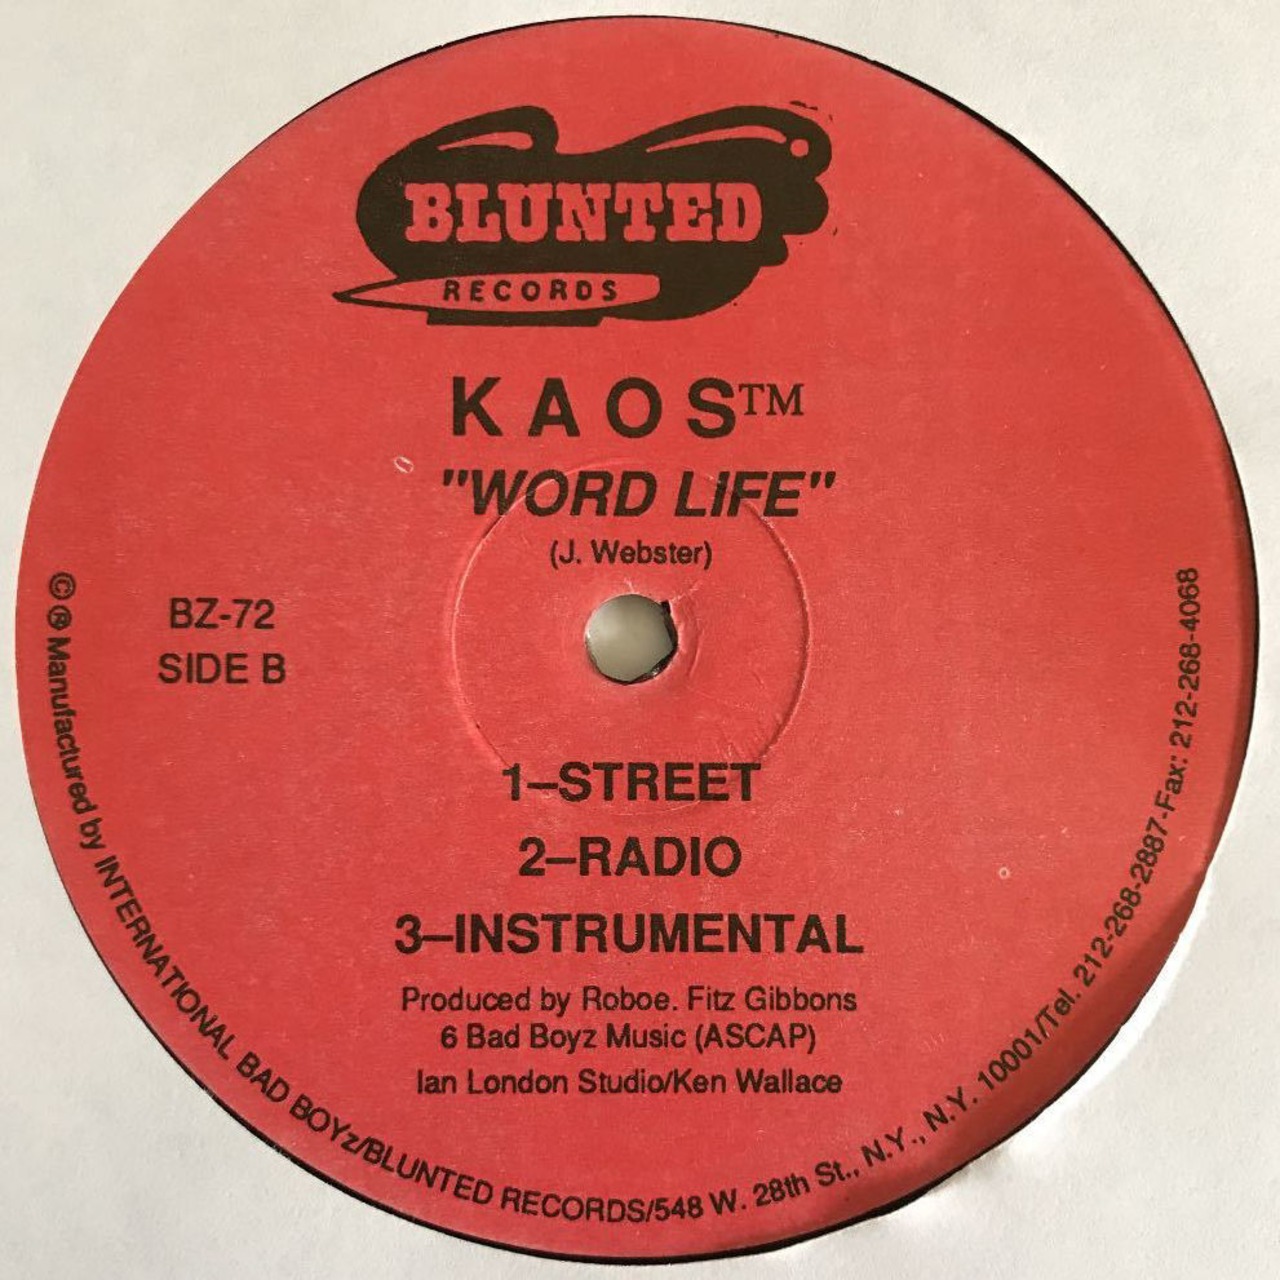 BLUNTED
RECORDS
K A O S™
"WORD LIFE"
(J. Webster)
BZ-72
SIDE B
1–STREET
2–RADIO
3–INSTRUMENTAL
Produced by Roboe. Fitz Gibbons
6 Bad Boyz Music (ASCAP)
Ian London Studio/Ken Wallace
© ® Manufactured by INTERNATIONAL BAD BOYz/BLUNTED RECORDS/548 W. 28th St., N.Y., N.Y. 10001/Tel. 212-268-2887-Fax: 212-268-4068